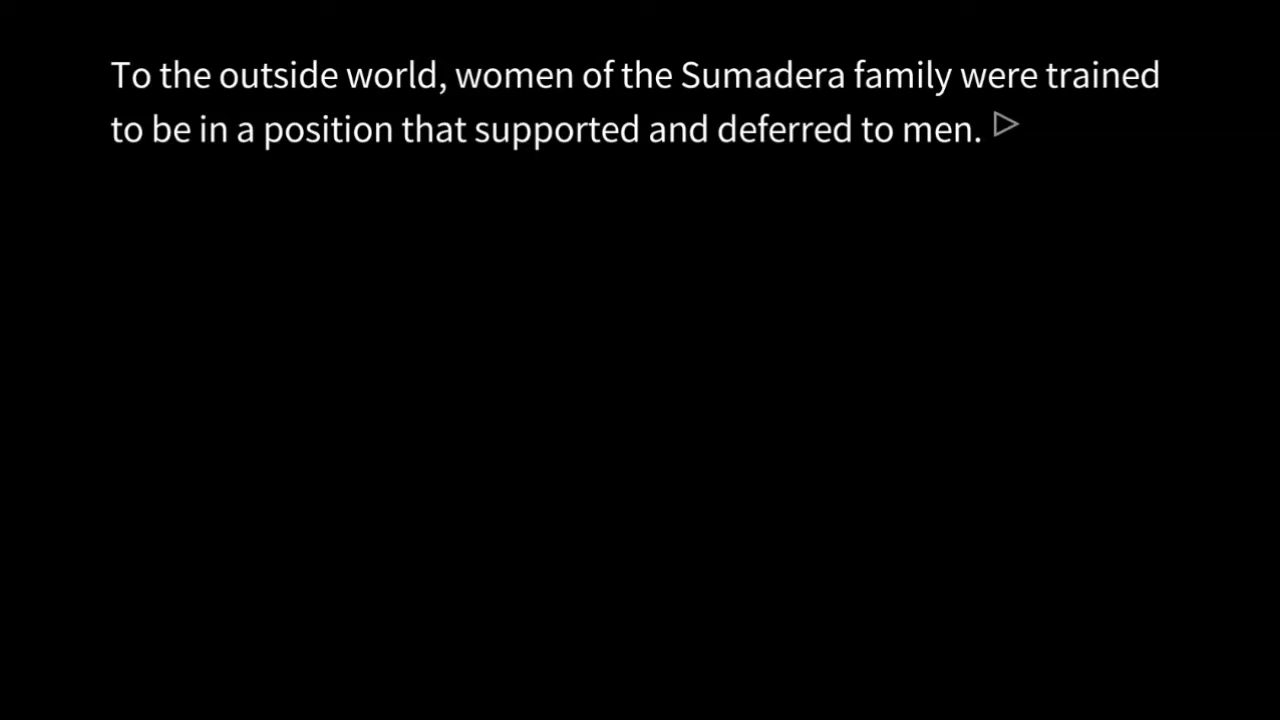 To the outside world, women of the Sumadera family were trained
to be in a position that supported and deferred to men.